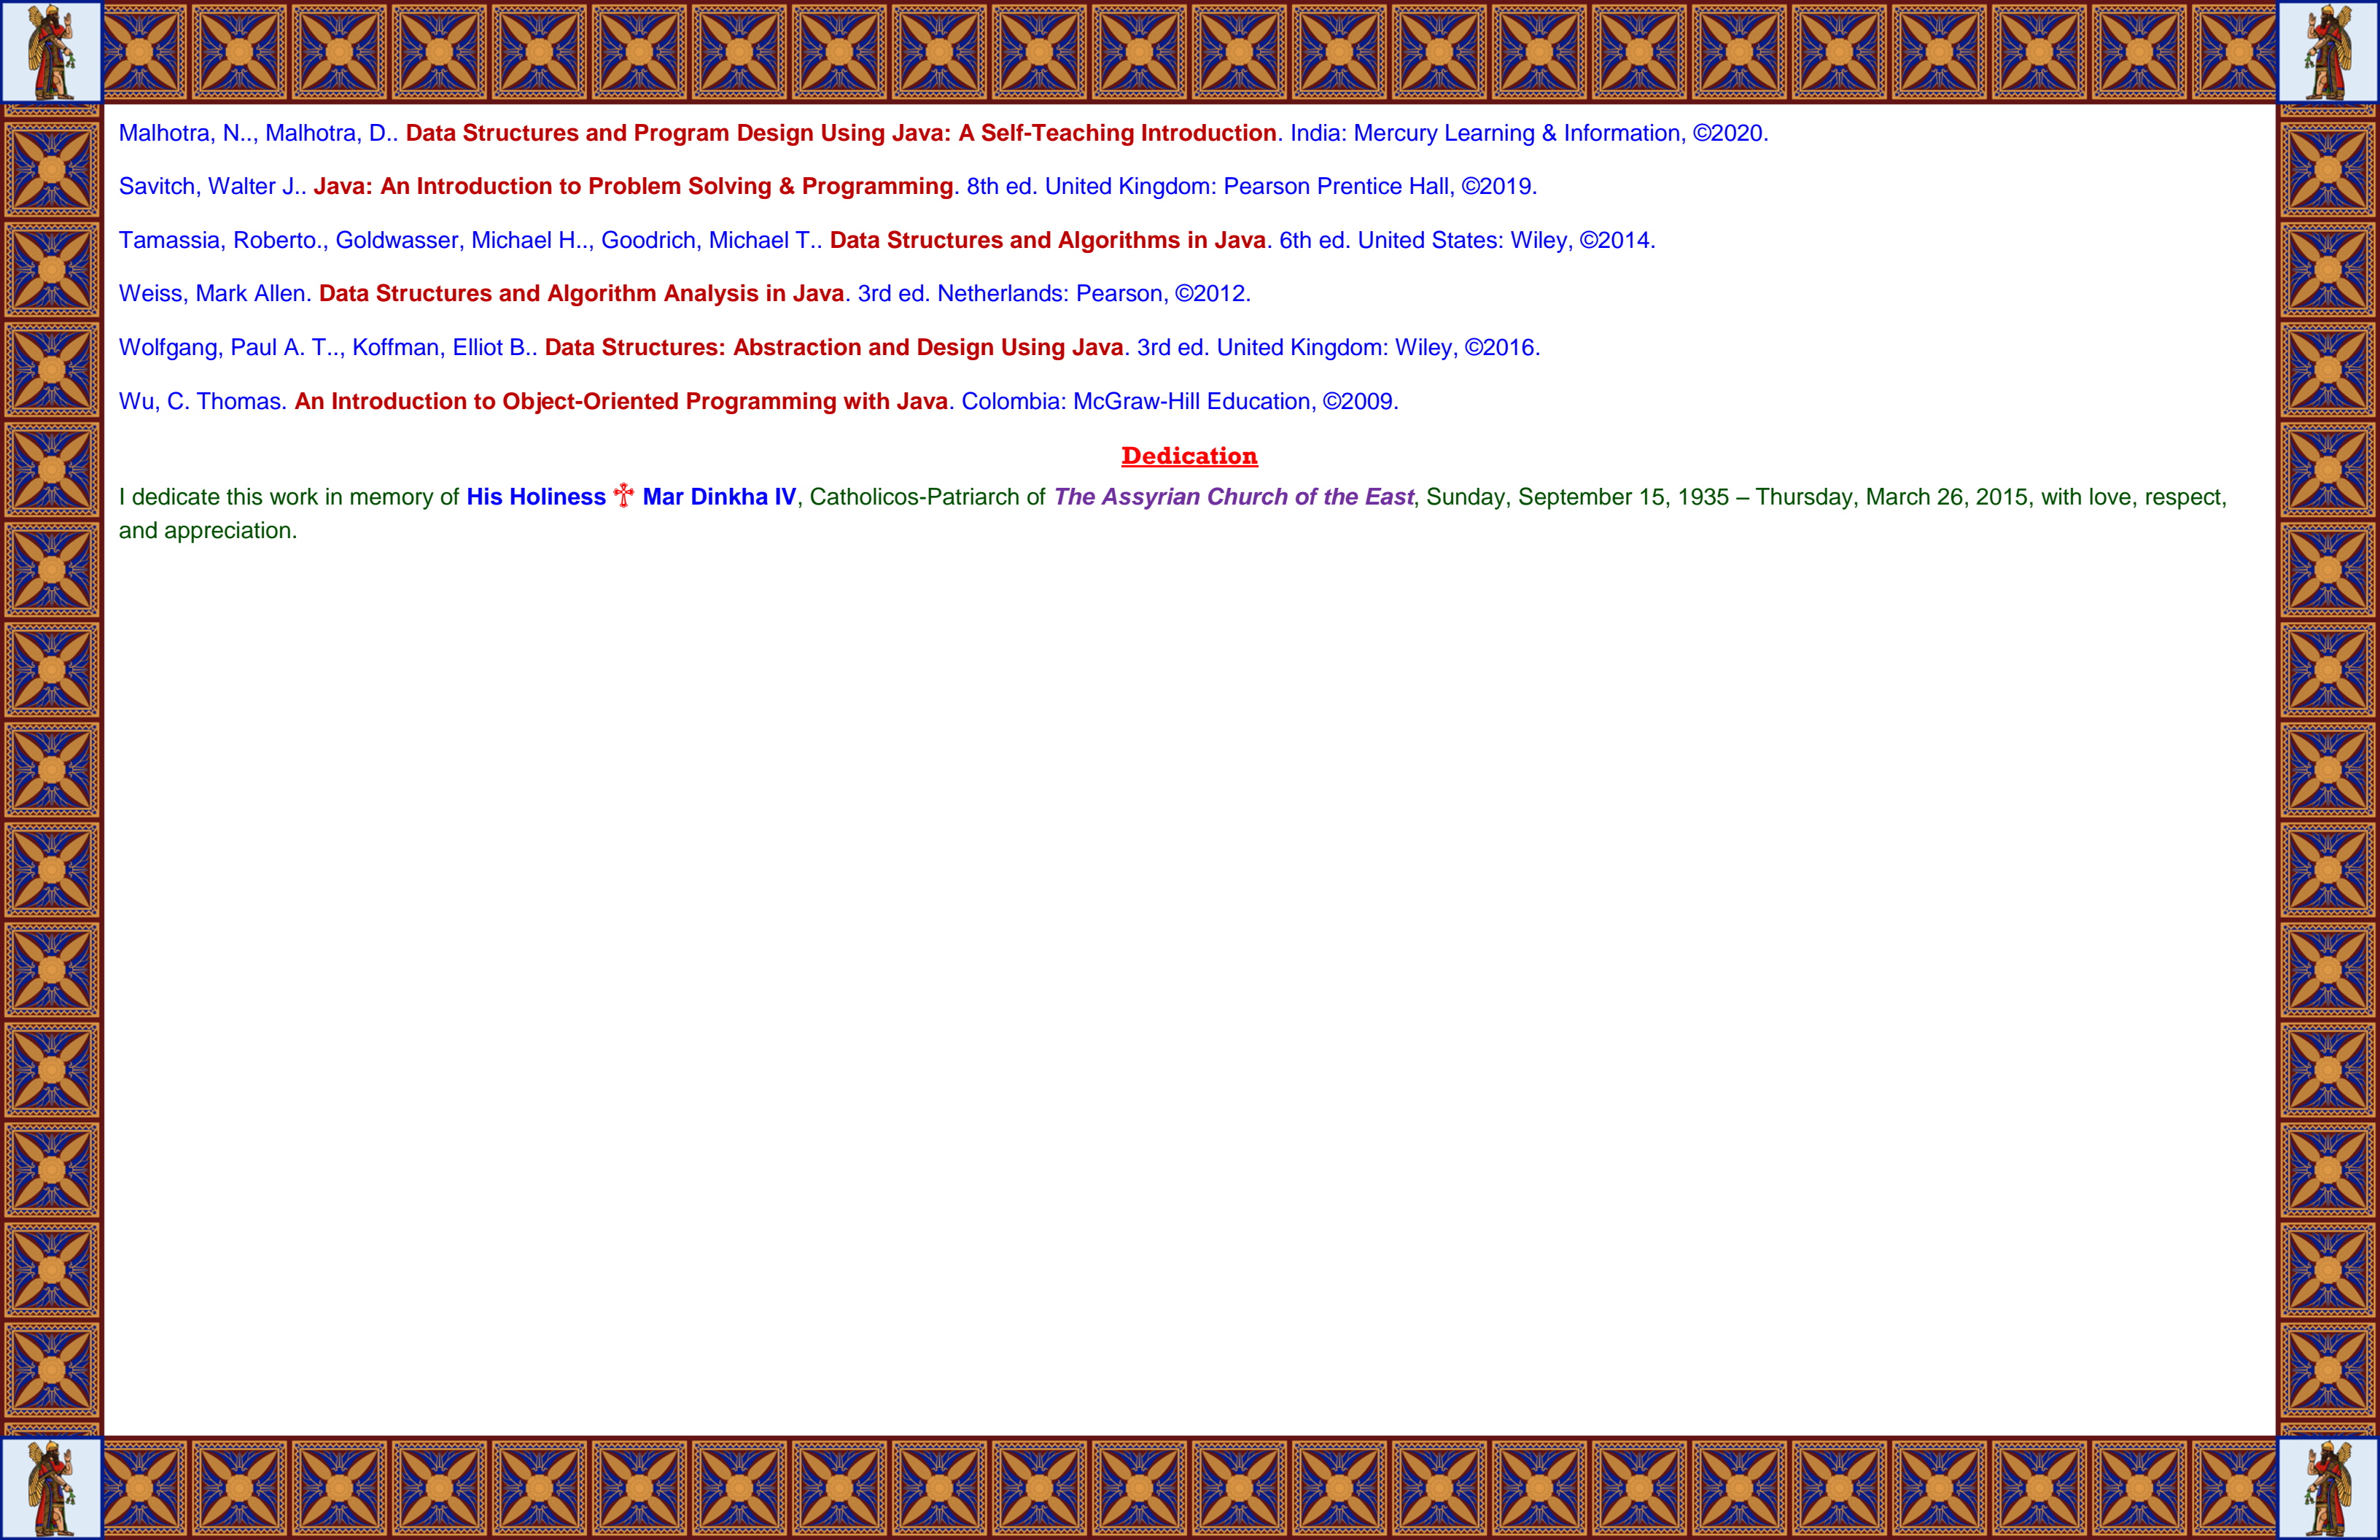 Malhotra, N.., Malhotra, D.. Data Structures and Program Design Using Java: A Self-Teaching Introduction. India: Mercury Learning & Information, ©2020.
Savitch, Walter J.. Java: An Introduction to Problem Solving & Programming. 8th ed. United Kingdom: Pearson Prentice Hall, ©2019.
Tamassia, Roberto., Goldwasser, Michael H.., Goodrich, Michael T.. Data Structures and Algorithms in Java. 6th ed. United States: Wiley, ©2014.
Weiss, Mark Allen. Data Structures and Algorithm Analysis in Java. 3rd ed. Netherlands: Pearson, ©2012.
Wolfgang, Paul A. T.., Koffman, Elliot B.. Data Structures: Abstraction and Design Using Java. 3rd ed. United Kingdom: Wiley, ©2016.
Wu, C. Thomas. An Introduction to Object-Oriented Programming with Java. Colombia: McGraw-Hill Education, ©2009.
Dedication
I dedicate this work in memory of His Holiness ♱ Mar Dinkha IV, Catholicos-Patriarch of The Assyrian Church of the East, Sunday, September 15, 1935 – Thursday, March 26, 2015, with love, respect,
and appreciation.